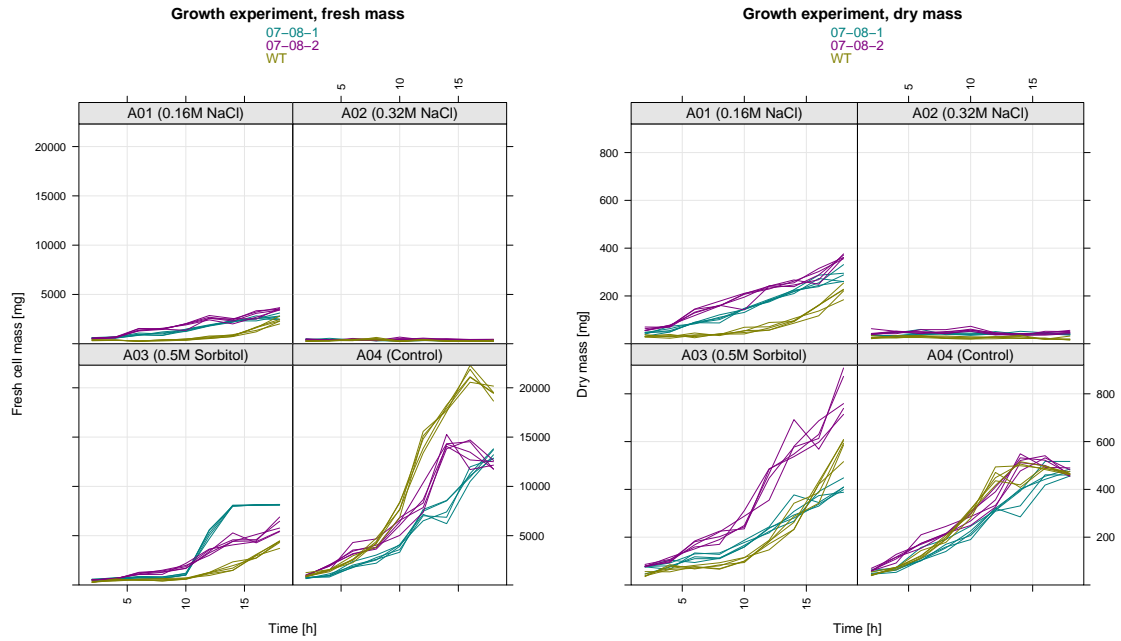 Growth experiment, fresh mass
07−08−1
07−08−2
WT
5
10
15
A01 (0.16M NaCl)
A02 (0.32M NaCl)
20000
15000
10000
5000
A03 (0.5M Sorbitol)
A04 (Control)
20000
15000
10000
5000
5
10
15
Fresh cell mass [mg]
Time [h]
Growth experiment, dry mass
07−08−1
07−08−2
WT
5
10
15
A01 (0.16M NaCl)
A02 (0.32M NaCl)
800
600
400
200
A03 (0.5M Sorbitol)
A04 (Control)
800
600
400
200
5
10
15
Dry mass [mg]
Time [h]